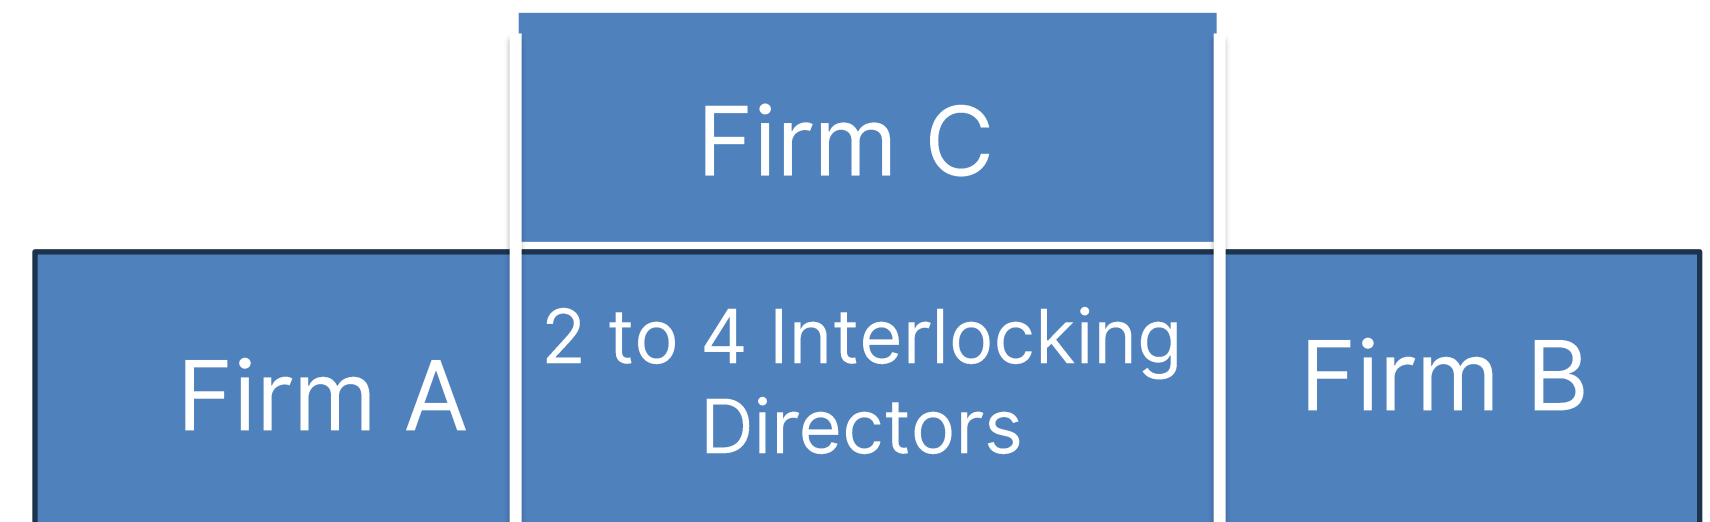 Firm C
Firm A
2 to 4 Interlocking
Directors
Firm B